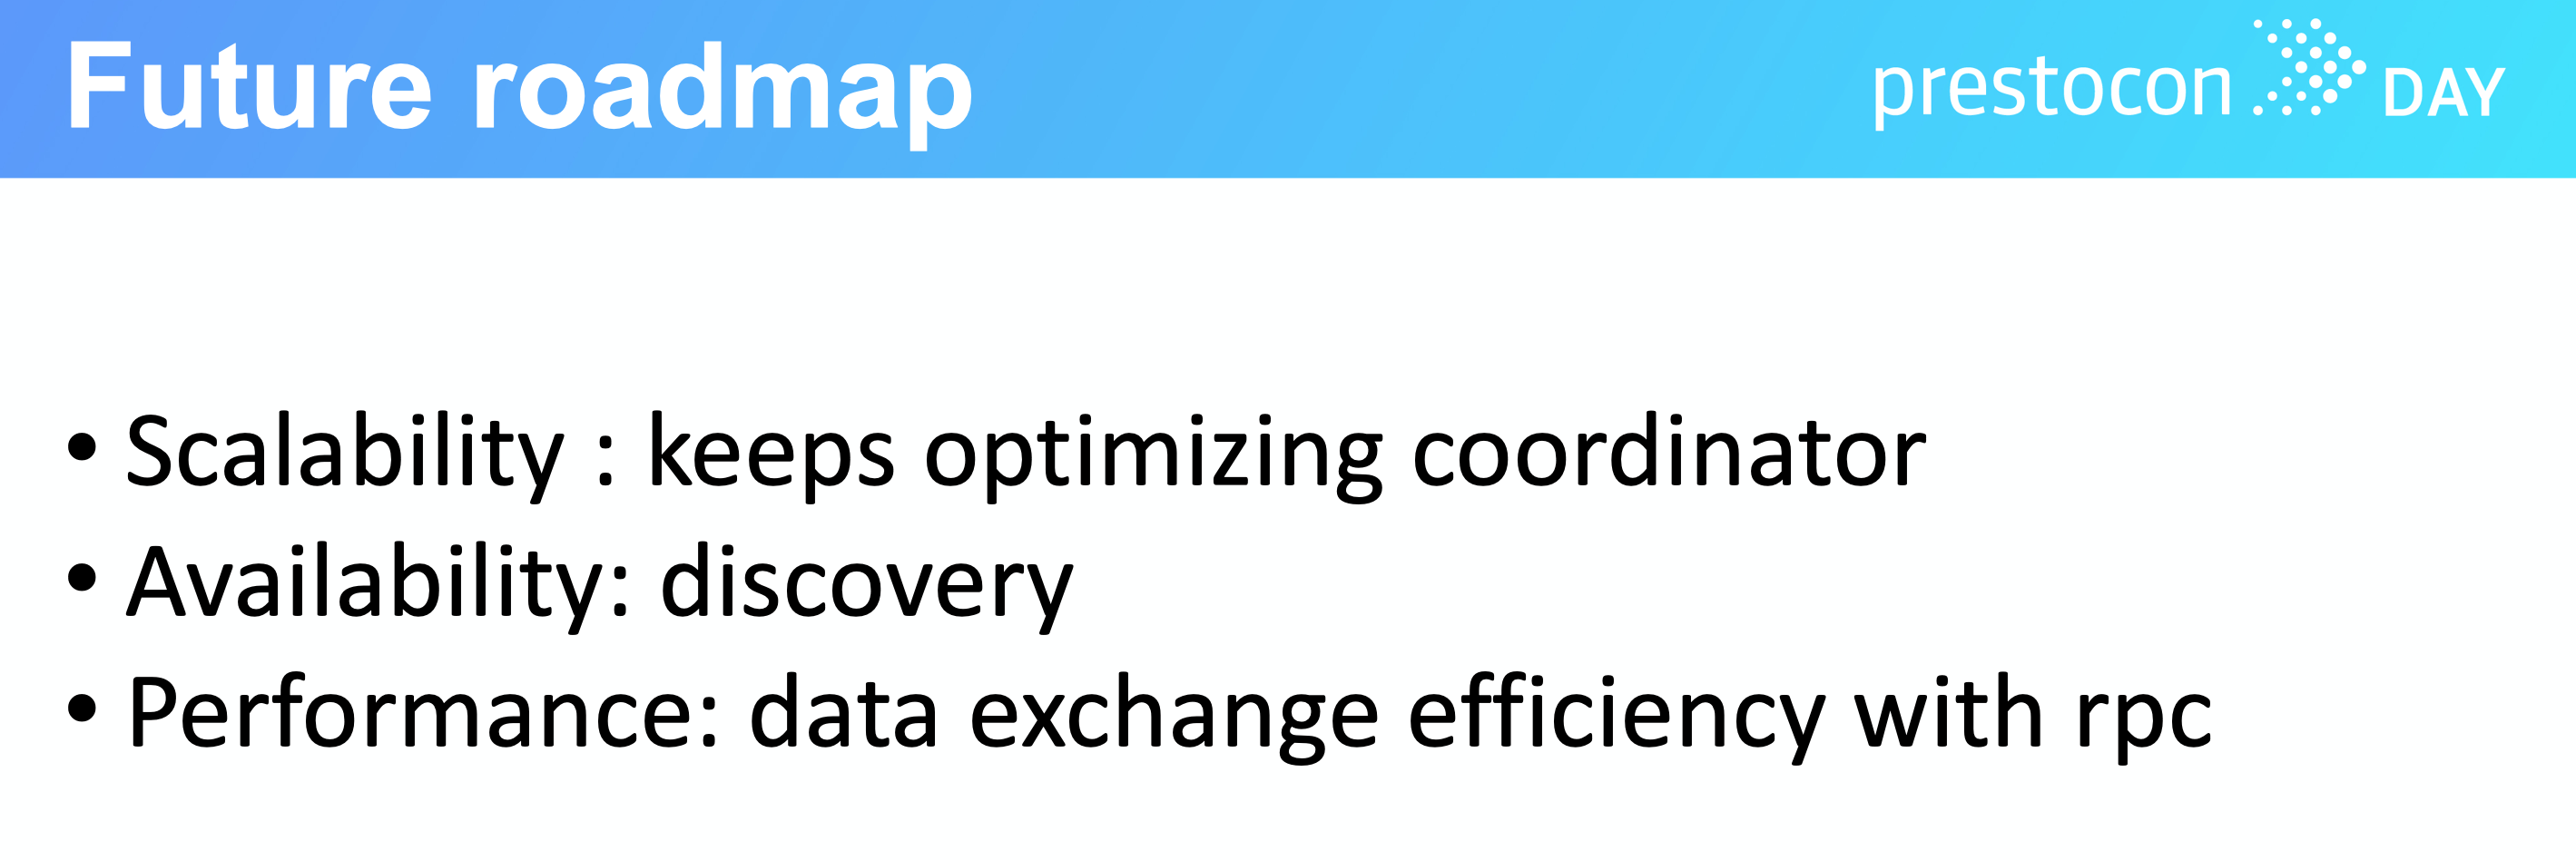 Future roadmap
prestocon DAY
• Scalability : keeps optimizing coordinator
• Availability: discovery
• Performance: data exchange efficiency with rpc